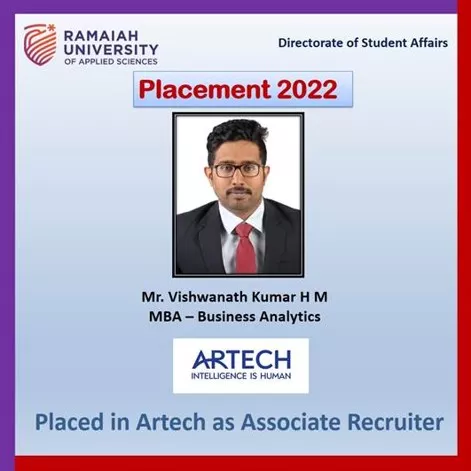 RAMAIAH
UNIVERSITY
OF APPLIED SCIENCES
Directorate of Student Affairs
Placement 2022
Mr. Vishwanath Kumar H M
MBA – Business Analytics
ARTECH
INTELLIGENCE IS HUMAN
Placed in Artech as Associate Recruiter